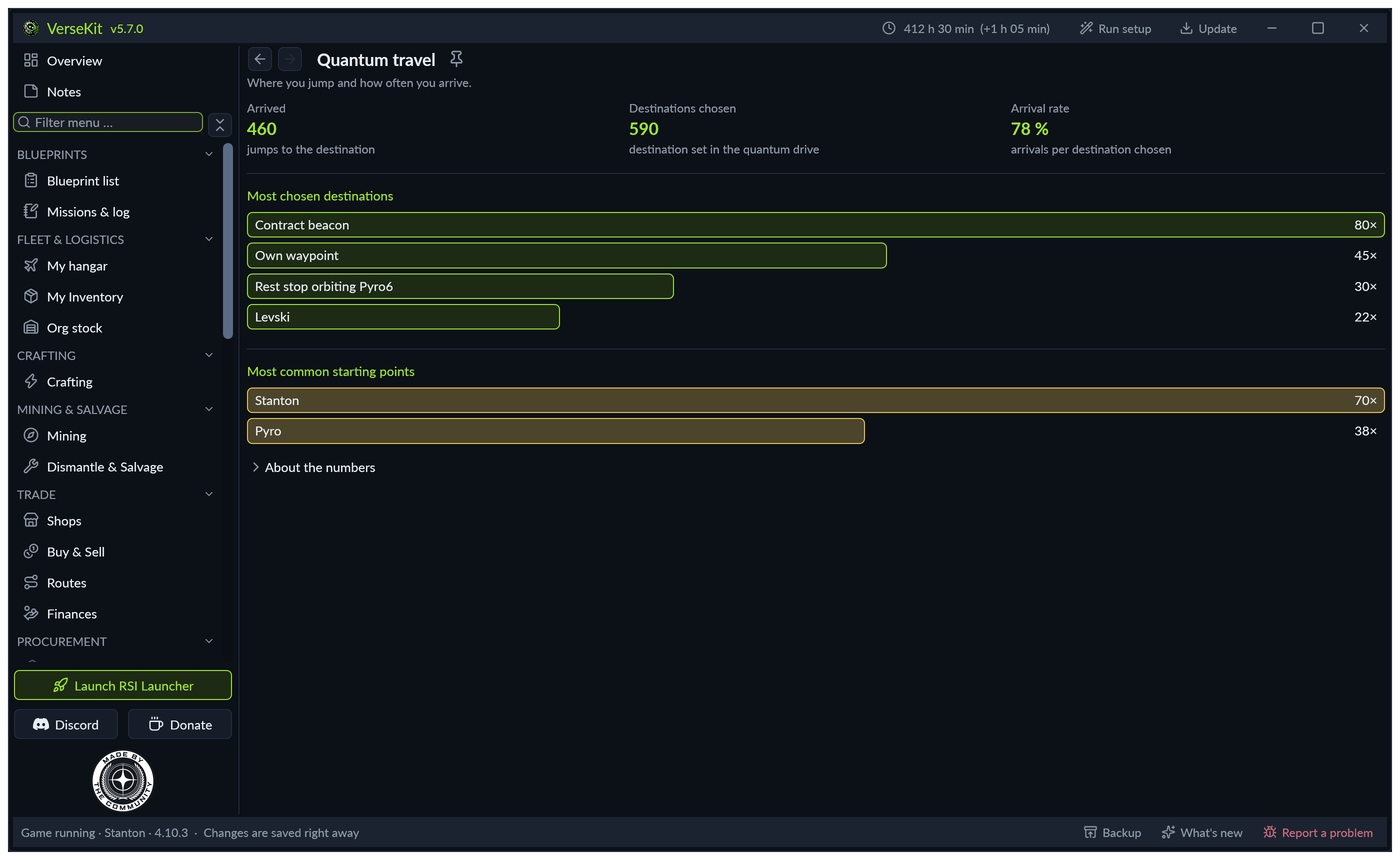 VerseKit v5.7.0
412 h 30 min (+1 h 05 min)
Run setup
Update
Overview
Notes
Filter menu ...
BLUEPRINTS
Blueprint list
Missions & log
FLEET & LOGISTICS
My hangar
My Inventory
Org stock
CRAFTING
Crafting
MINING & SALVAGE
Mining
Dismantle & Salvage
TRADE
Shops
Buy & Sell
Routes
Finances
PROCUREMENT
Launch RSI Launcher
Discord
Donate
MADE BY
THE COMMUNITY
Quantum travel
Where you jump and how often you arrive.
Arrived
460
jumps to the destination
Destinations chosen
590
destination set in the quantum drive
Arrival rate
78 %
arrivals per destination chosen
Most chosen destinations
Contract beacon 80×
Own waypoint 45×
Rest stop orbiting Pyro6 30×
Levski 22×
Most common starting points
Stanton 70×
Pyro 38×
About the numbers
Game running · Stanton · 4.10.3 · Changes are saved right away
Backup
What's new
Report a problem